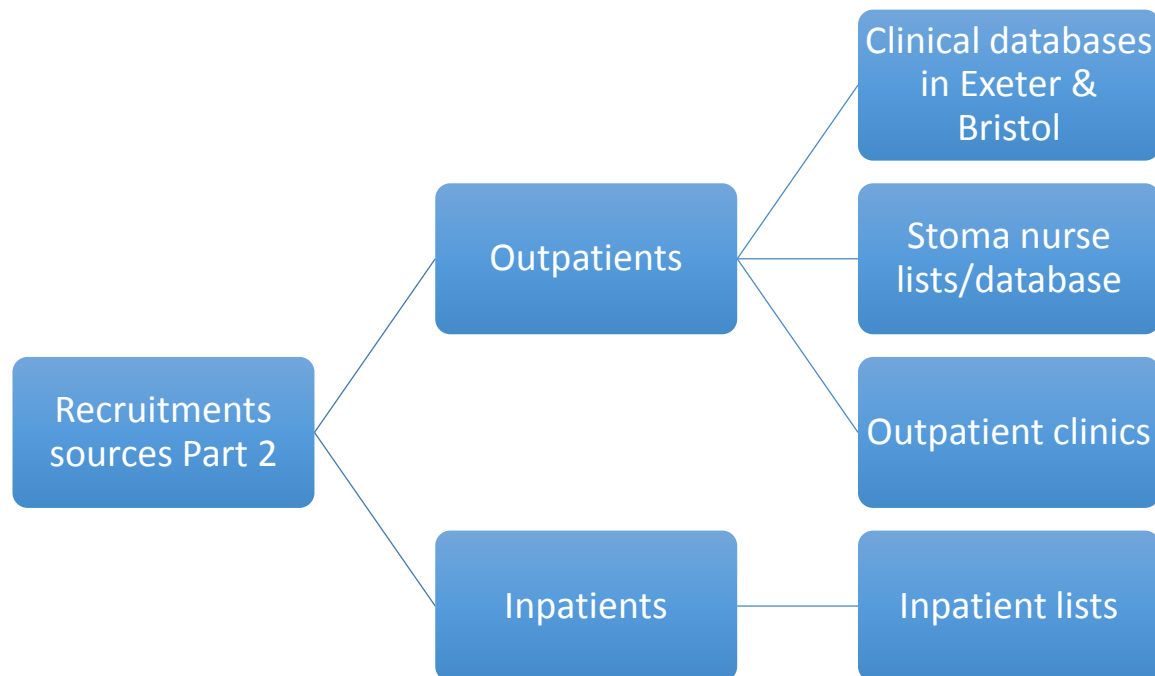 Clinical databases
in Exeter &
Bristol
Outpatients
Stoma nurse
lists/database
Recruitments
sources Part 2
Outpatient clinics
Inpatients
Inpatient lists